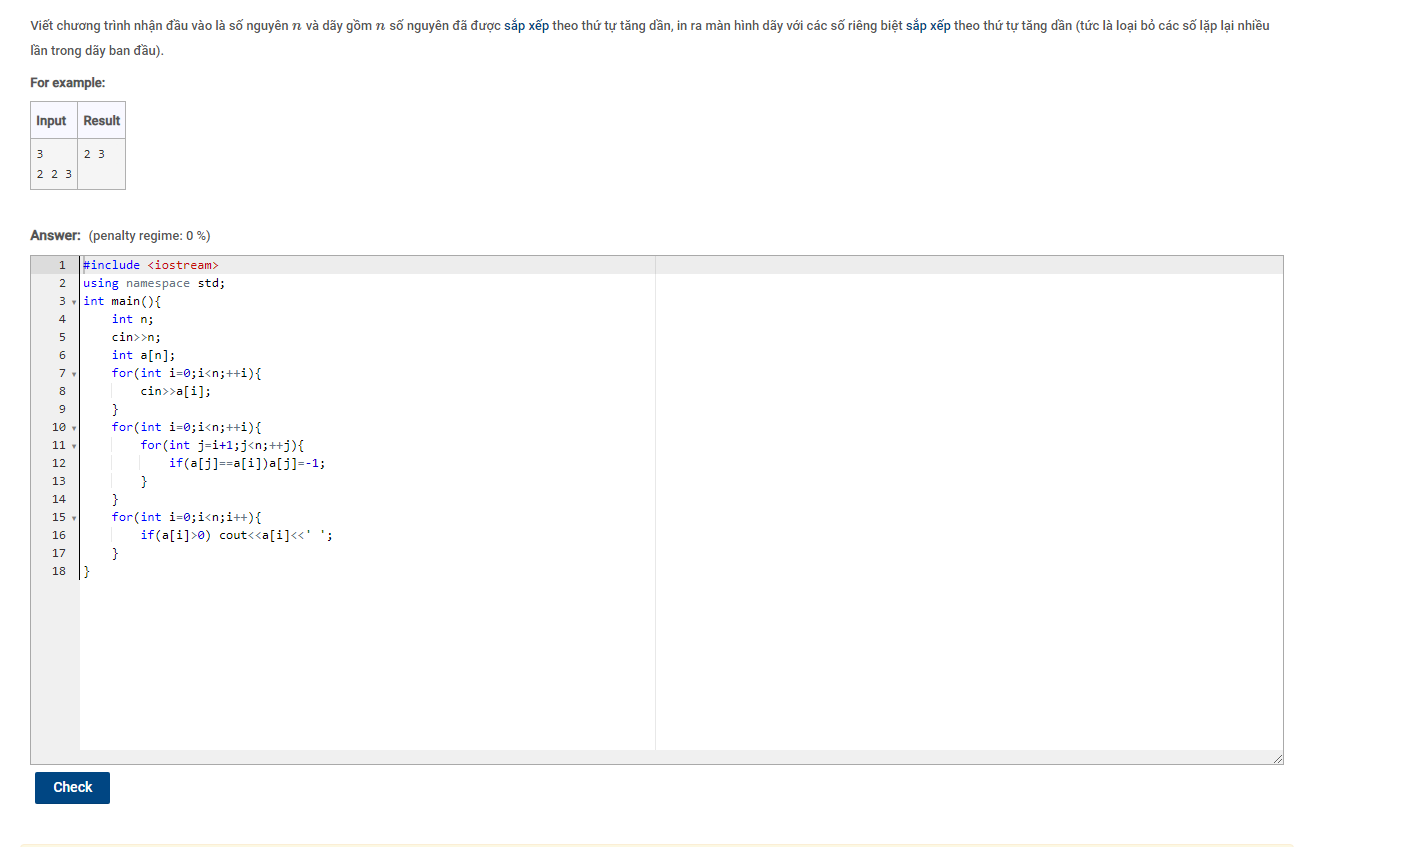 Viết chương trình nhận đầu vào là số nguyên n và dãy gồm n số nguyên đã được sắp xếp theo thứ tự tăng dần, in ra màn hình dãy với các số riêng biệt sắp xếp theo thứ tự tăng dần (tức là loại bỏ các số lặp lại nhiều
lần trong dãy ban đầu).
For example:
Input Result
3 2 3
2 2 3
Answer: (penalty regime: 0 %)
1 #include <iostream>
2 using namespace std;
3 int main(){
4     int n;
5     cin>>n;
6     int a[n];
7     for(int i=0;i<n;++i){
8         cin>>a[i];
9     }
10     for(int i=0;i<n;++i){
11         for(int j=i+1;j<n;++j){
12             if(a[j]==a[i])a[j]=-1;
13         }
14     }
15     for(int i=0;i<n;i++){
16         if(a[i]>0) cout<<a[i]<<' ';
17     }
18 }
Check